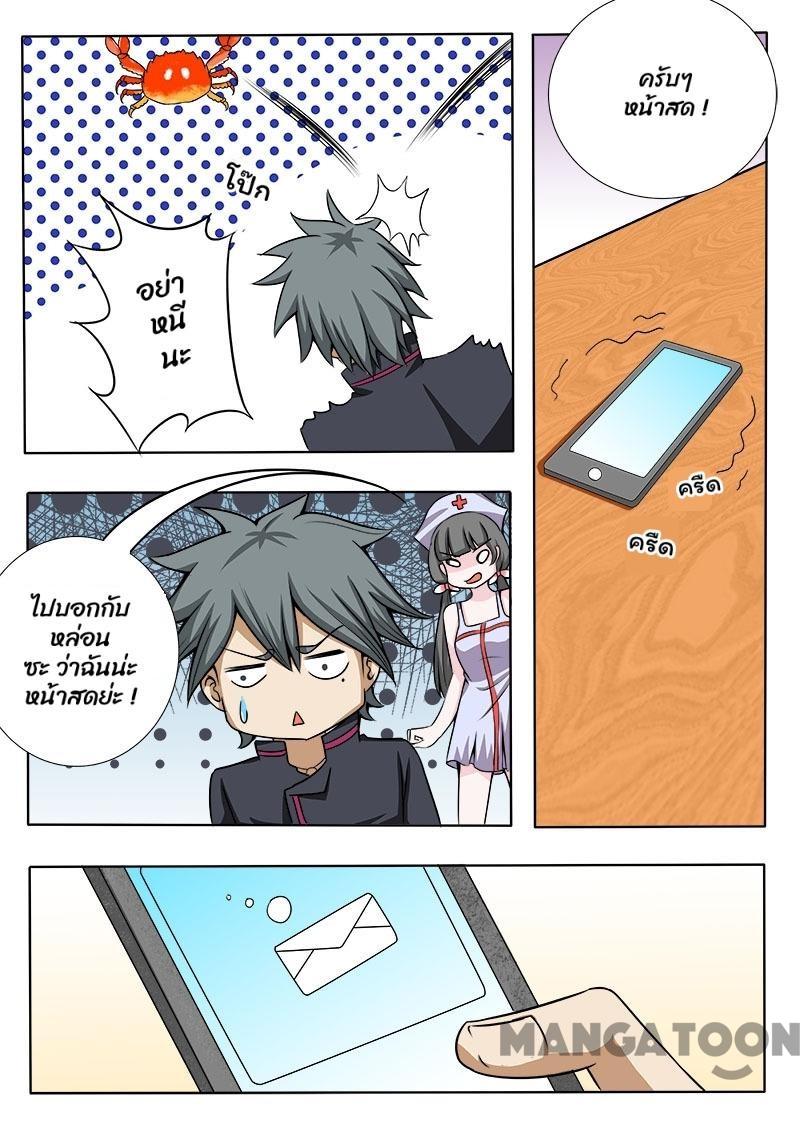 โป๊ก
อย่า
หนี
นะ
ไปบอกกับ
หล่อน
ซะ ว่าฉันน่ะ
หน้าสดย่ะ !
ครับๆ
หน้าสด !
ครืด
ครืด
MANGATOON